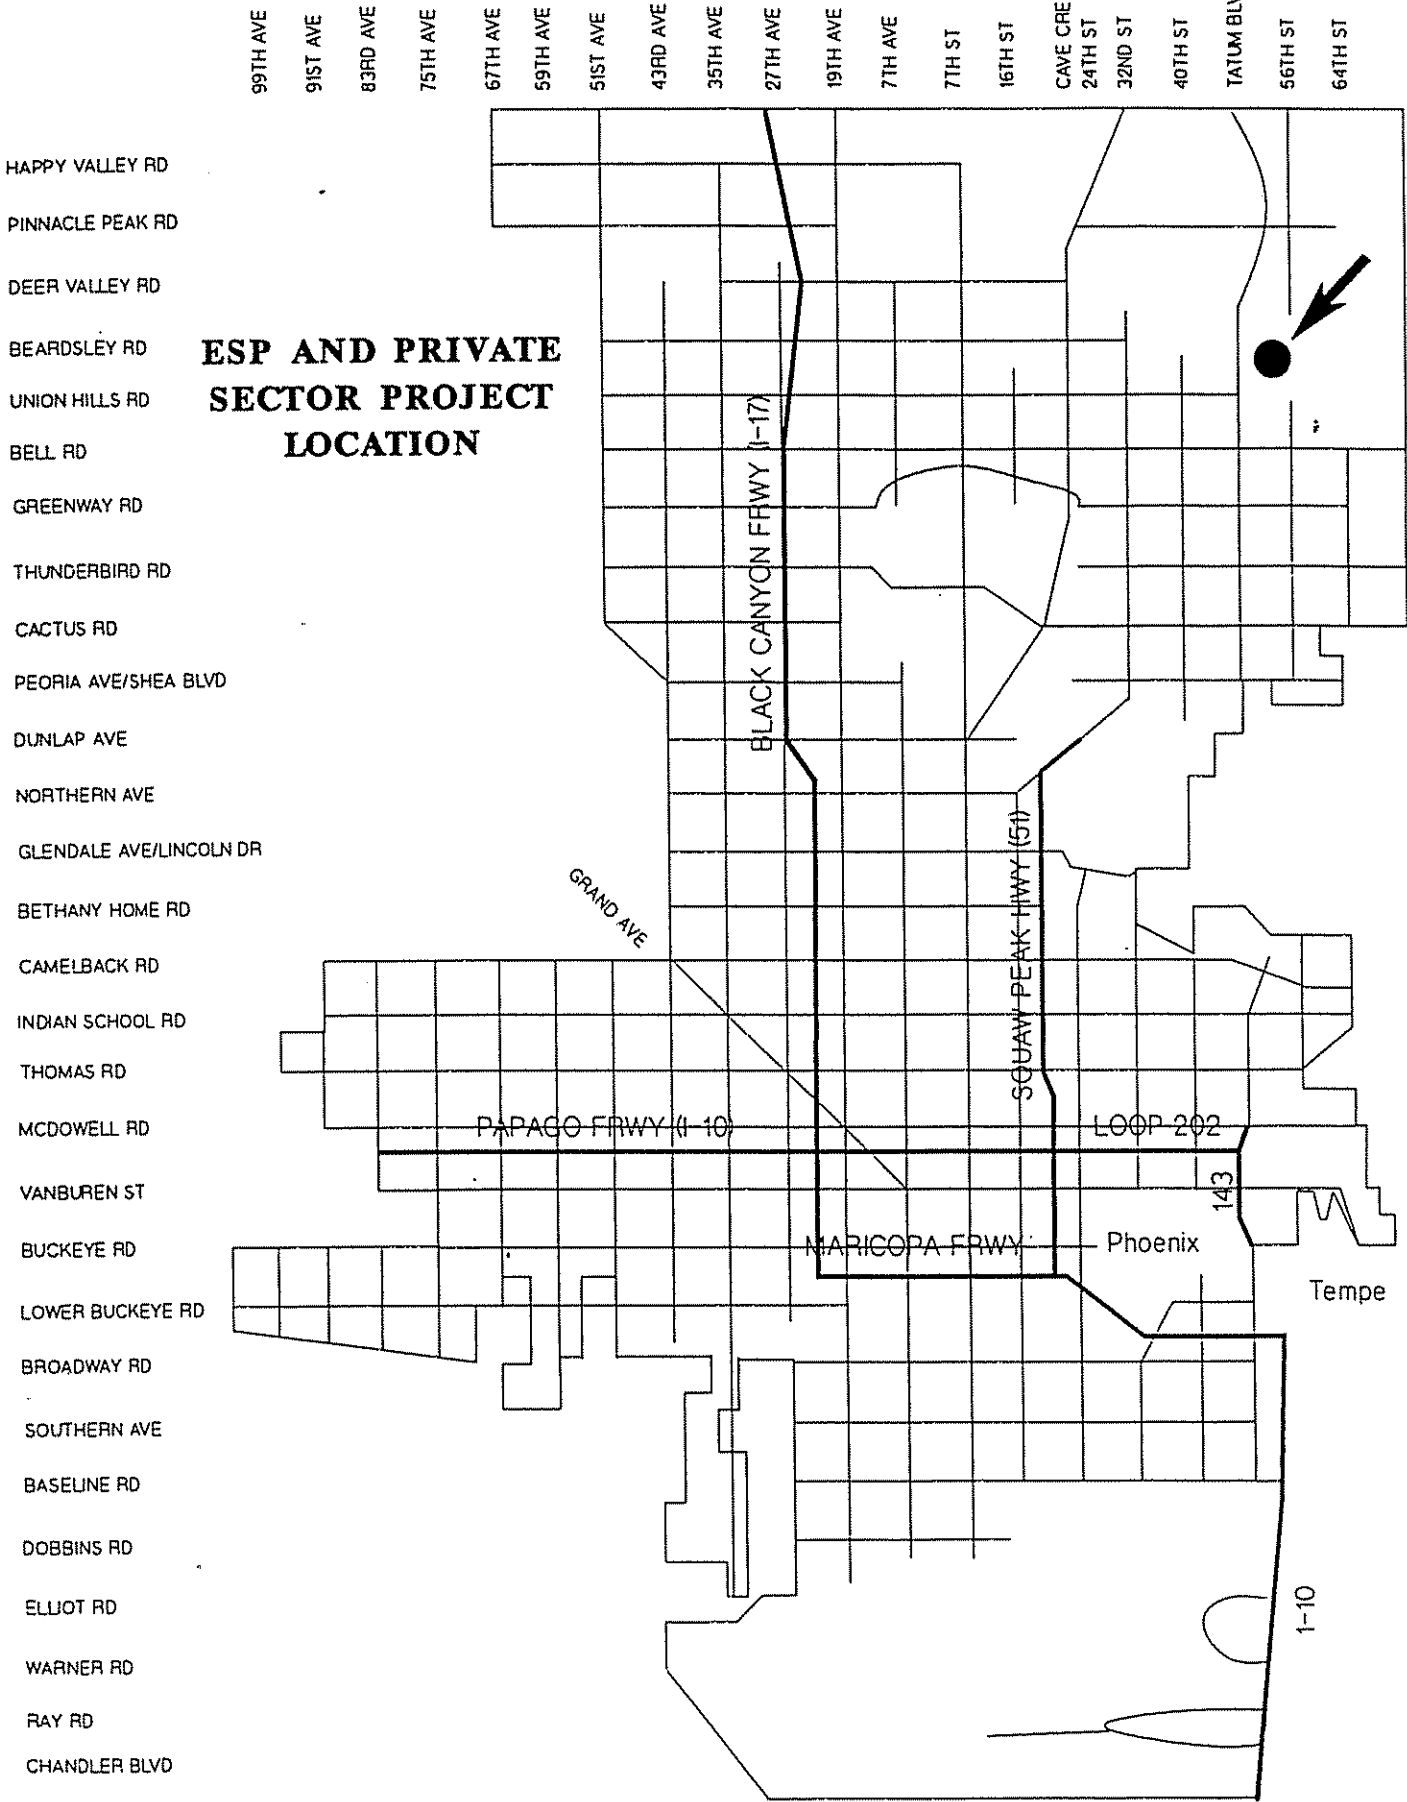 99TH AVE
91ST AVE
83RD AVE
75TH AVE
67TH AVE
59TH AVE
51ST AVE
43RD AVE
35TH AVE
27TH AVE
19TH AVE
7TH AVE
7TH ST
16TH ST
CAVE CRE
24TH ST
32ND ST
40TH ST
TATUM BLV
56TH ST
64TH ST
HAPPY VALLEY RD
PINNACLE PEAK RD
DEER VALLEY RD
BEARDSLEY RD
UNION HILLS RD
BELL RD
GREENWAY RD
THUNDERBIRD RD
CACTUS RD
PEORIA AVE/SHEA BLVD
DUNLAP AVE
NORTHERN AVE
GLENDALE AVE/LINCOLN DR
BETHANY HOME RD
CAMELBACK RD
INDIAN SCHOOL RD
THOMAS RD
MCDOWELL RD
VANBUREN ST
BUCKEYE RD
LOWER BUCKEYE RD
BROADWAY RD
SOUTHERN AVE
BASELINE RD
DOBBINS RD
ELLIOT RD
WARNER RD
RAY RD
CHANDLER BLVD
ESP AND PRIVATE
SECTOR PROJECT
LOCATION
BLACK CANYON FRWY (I-17)
SQUAW PEAK HWY (51)
GRAND AVE
PAPAGO FRWY (I-10)
LOOP 202
143
MARICOPA FRWY
Phoenix
Tempe
I-10